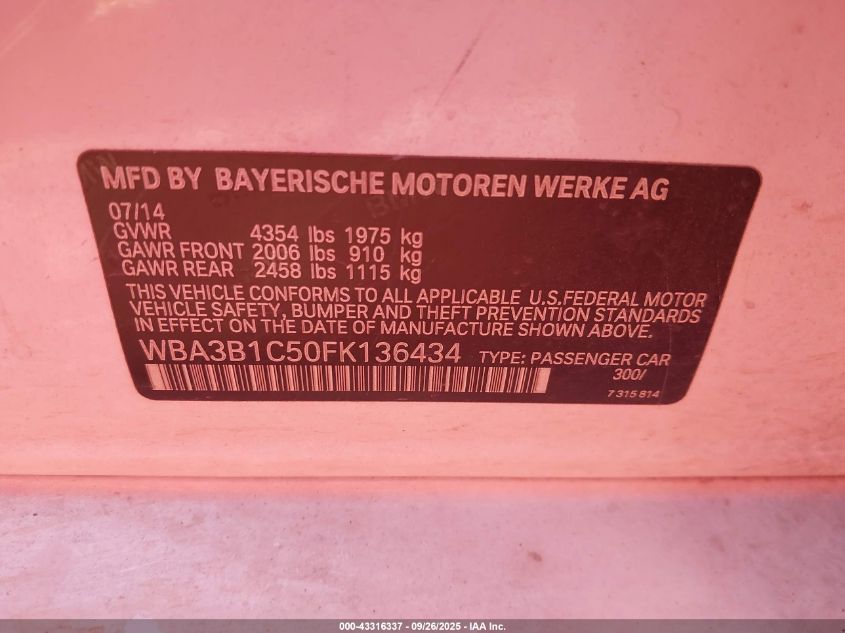 MFD BY BAYERISCHE MOTOREN WERKE AG
07/14
GVWR 4354 lbs 1975 kg
GAWR FRONT 2006 lbs 910 kg
GAWR REAR 2458 lbs 1115 kg
THIS VEHICLE CONFORMS TO ALL APPLICABLE U.S.FEDERAL MOTOR
VEHICLE SAFETY, BUMPER AND THEFT PREVENTION STANDARDS
IN EFFECT ON THE DATE OF MANUFACTURE SHOWN ABOVE.
WBA3B1C50FK136434 TYPE: PASSENGER CAR
300/
7 315 814
000-43316337 - 09/26/2025 - IAA Inc.